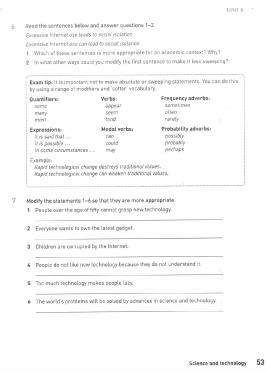 UNIT 6
6 Read the sentences below and answer questions 1–2.
Excessive Internet use leads to social isolation.
Excessive Internet use can lead to social isolation.
1 Which of these sentences is more appropriate for an academic context? Why?
2 In what other ways could you modify the first sentence to make it less sweeping?
Exam tip: It is important not to make absolute or sweeping statements. You can do this
by using a range of modifiers and 'softer' vocabulary.
Quantifiers: Verbs: Frequency adverbs:
some appear sometimes
many seem often
most tend rarely
Expressions: Modal verbs: Probability adverbs:
It is said that ... can possibly
It is possible ... could probably
In some circumstances ... may perhaps
Example:
Rapid technological change destroys traditional values.
Rapid technological change can weaken traditional values.
7 Modify the statements 1–6 so that they are more appropriate.
1 People over the age of fifty cannot grasp new technology.
2 Everyone wants to own the latest gadget.
3 Children are corrupted by the Internet.
4 People do not like new technology because they do not understand it.
5 Too much technology makes people lazy.
6 The world's problems will be solved by advances in science and technology.
Science and technology 53